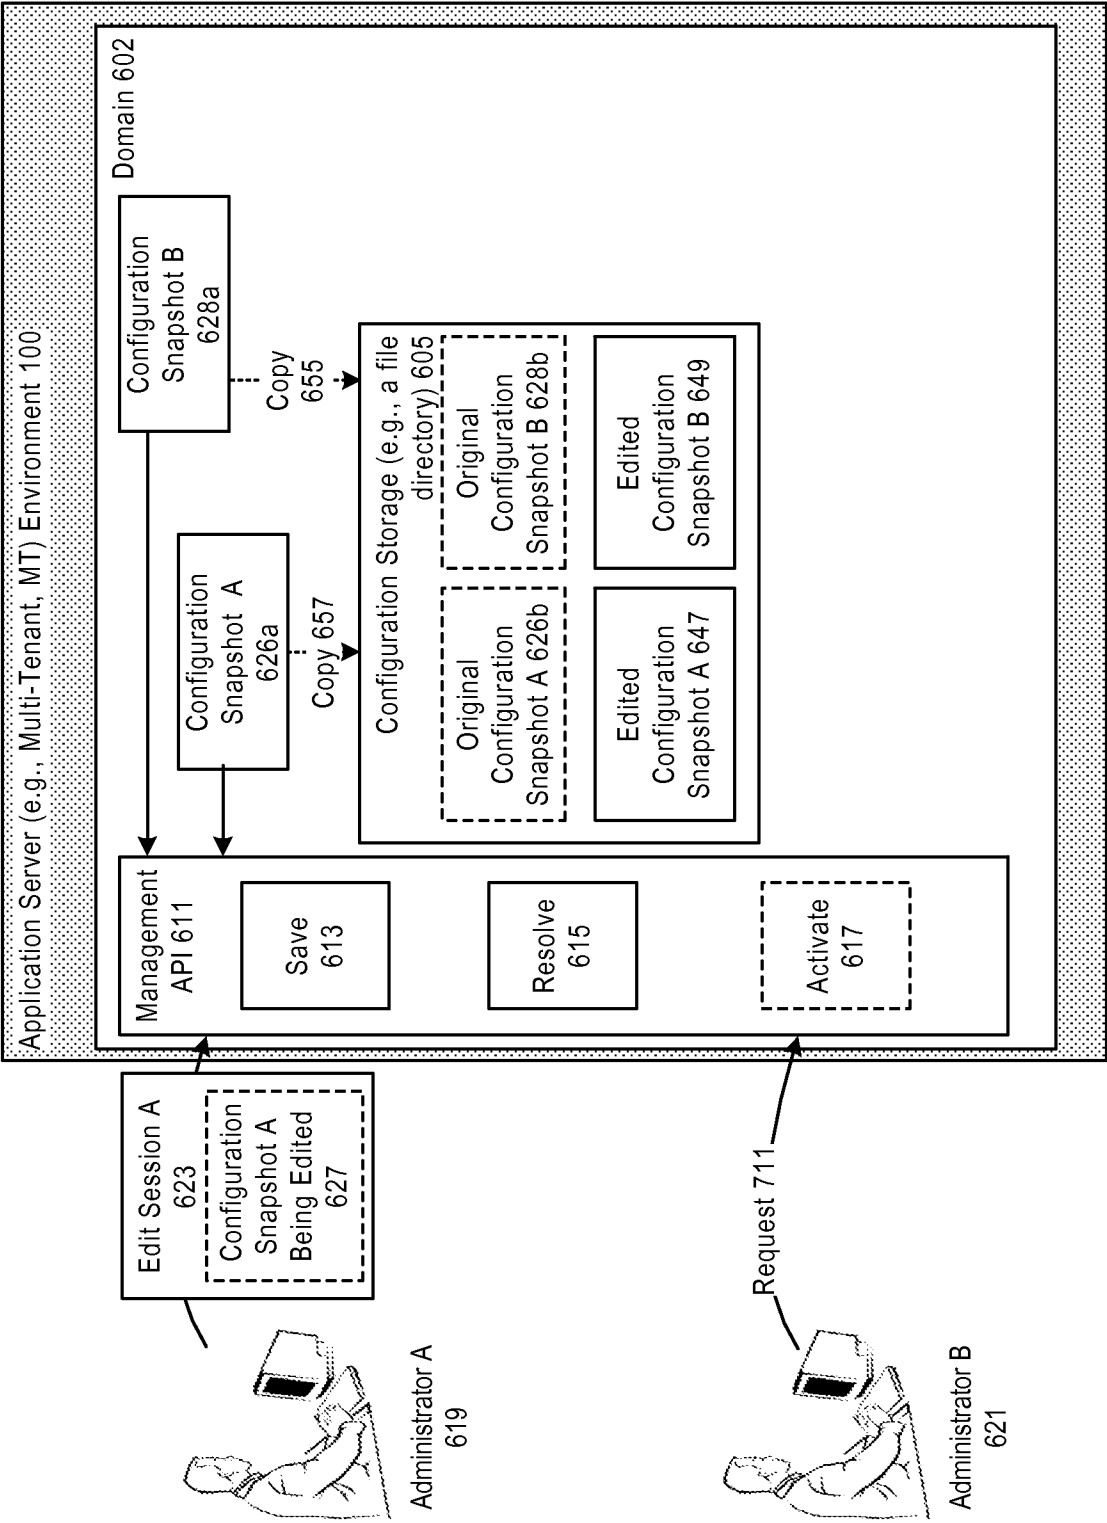 Application Server (e.g., Multi-Tenant, MT) Environment 100
Domain 602
Edit Session A
623
Configuration
Snapshot A
Being Edited
627
Management
API 611
Save
613
Resolve
615
Activate
617
Configuration
Snapshot A
626a
Configuration
Snapshot B
628a
Copy 657
Copy
655
Configuration Storage (e.g., a file
directory) 605
Original
Configuration
Snapshot A 626b
Original
Configuration
Snapshot B 628b
Edited
Configuration
Snapshot A 647
Edited
Configuration
Snapshot B 649
Administrator A
619
Request 711
Administrator B
621